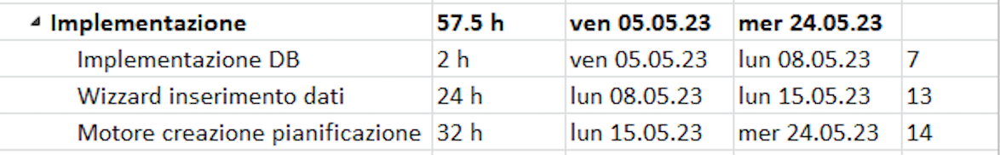 Implementazione 57.5 h ven 05.05.23 mer 24.05.23
Implementazione DB 2 h ven 05.05.23 lun 08.05.23 7
Wizzard inserimento dati 24 h lun 08.05.23 lun 15.05.23 13
Motore creazione pianificazione 32 h lun 15.05.23 mer 24.05.23 14